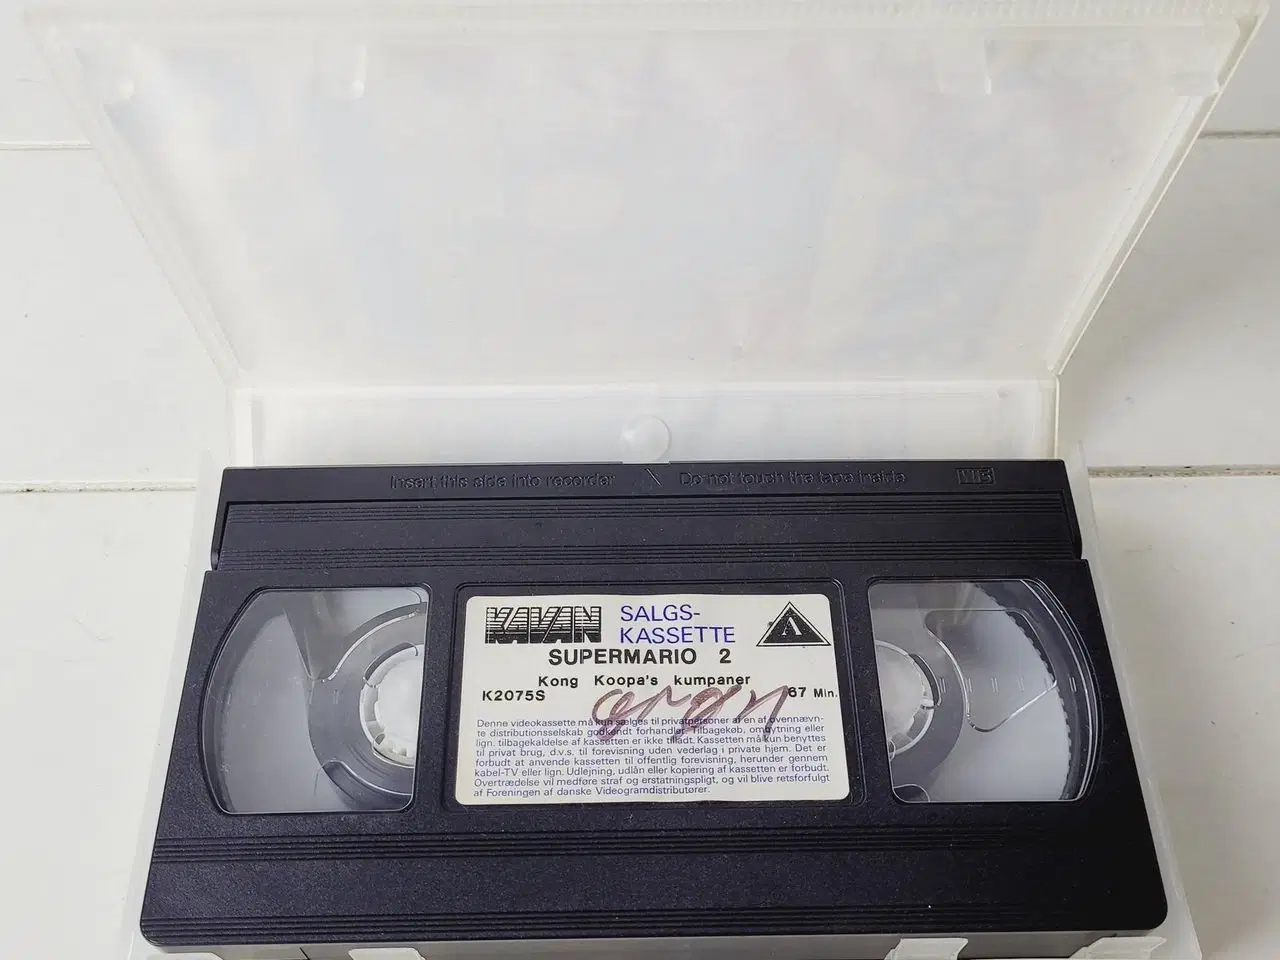 Insert this side into recorder Do not touch the tape inside VHS
KAVAN SALGS-
KASSETTE
A
SUPERMARIO 2
Kong Koopa's kumpaner
K2075S 67 Min.
Denne videokassette må kun sælges til privatpersoner af en af ovennævn-
te distributionsselskab godkendt forhandler. Tilbagekøb, ombytning eller
lign. tilbagekaldelse af kassetten er ikke tilladt. Kassetten må kun benyttes
til privat brug, d.v.s. til forevisning uden vederlag i private hjem. Det er
forbudt at anvende kassetten til offentlig forevisning, herunder gennem
kabel-TV eller lign. Udlejning, udlån eller kopiering af kassetten er forbudt.
Overtrædelse vil medføre straf og erstatningspligt, og vil blive retsforfulgt
af Foreningen af danske Videogramdistributører.